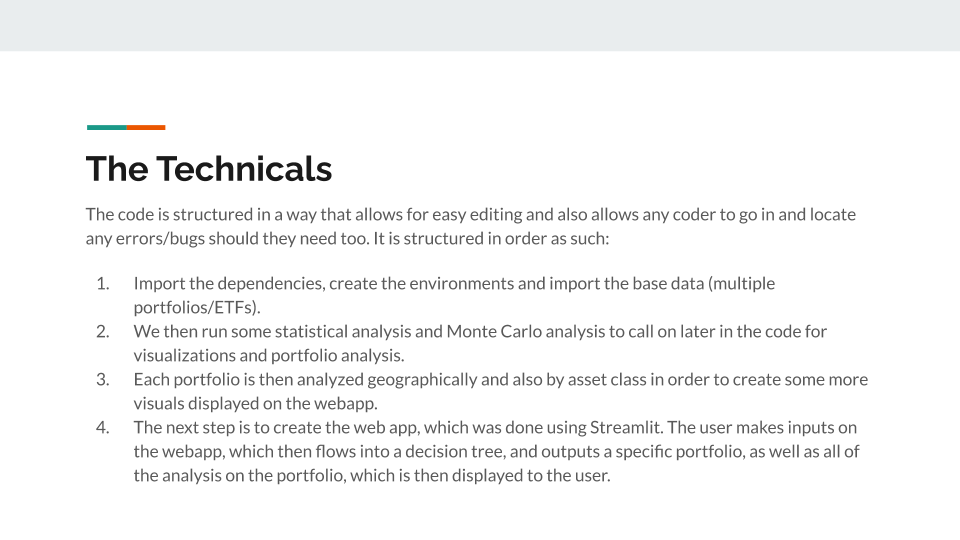 The Technicals
The code is structured in a way that allows for easy editing and also allows any coder to go in and locate
any errors/bugs should they need too. It is structured in order as such:
1. Import the dependencies, create the environments and import the base data (multiple
portfolios/ETFs).
2. We then run some statistical analysis and Monte Carlo analysis to call on later in the code for
visualizations and portfolio analysis.
3. Each portfolio is then analyzed geographically and also by asset class in order to create some more
visuals displayed on the webapp.
4. The next step is to create the web app, which was done using Streamlit. The user makes inputs on
the webapp, which then flows into a decision tree, and outputs a specific portfolio, as well as all of
the analysis on the portfolio, which is then displayed to the user.